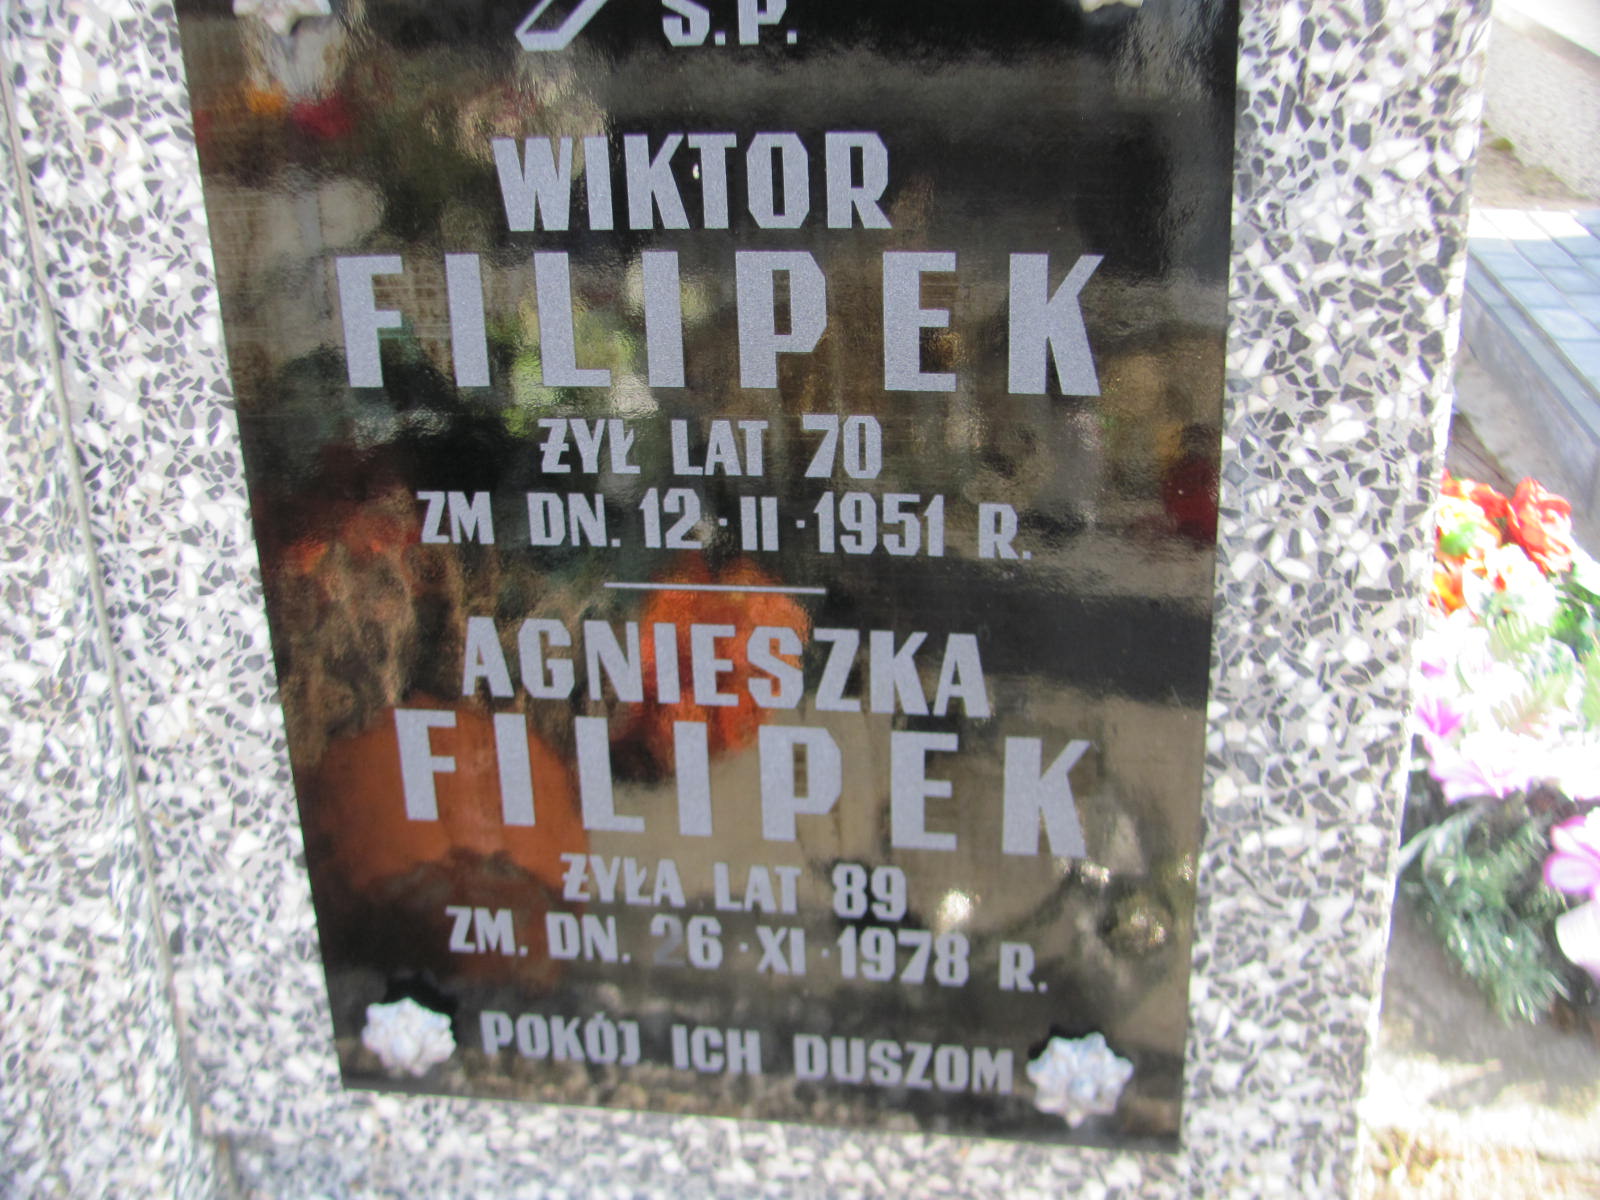 Ś.P.
WIKTOR
FILIPEK
ŻYŁ LAT 70
ZM DN. 12·II·1951 R.
AGNIESZKA
FILIPEK
ŻYŁA LAT 89
ZM. DN. 26·XI·1978 R.
POKÓJ ICH DUSZOM